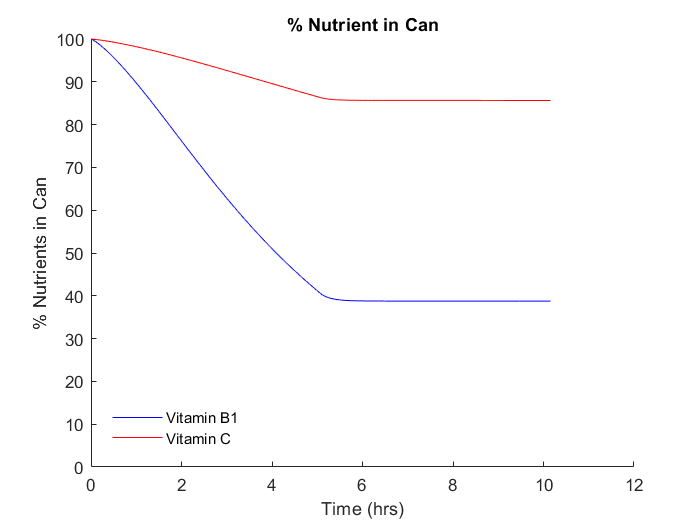 % Nutrient in Can
100
90
80
70
60
50
40
30
20
10
0
% Nutrients in Can
Vitamin B1
Vitamin C
0 2 4 6 8 10 12
Time (hrs)